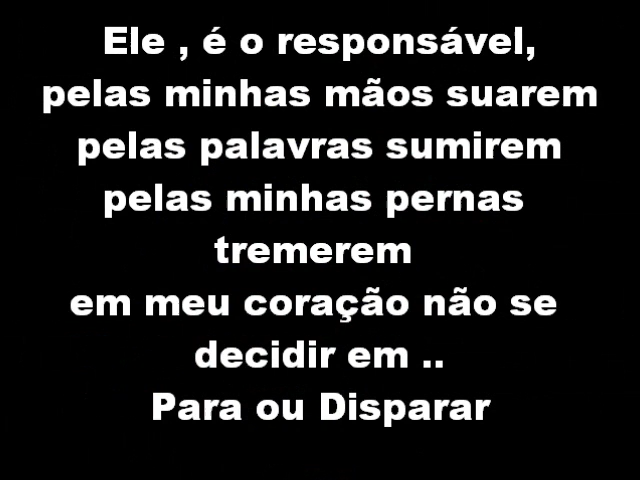 Ele , é o responsável,
pelas minhas mãos suarem
pelas palavras sumirem
pelas minhas pernas
tremerem
em meu coração não se
decidir em ..
Para ou Disparar